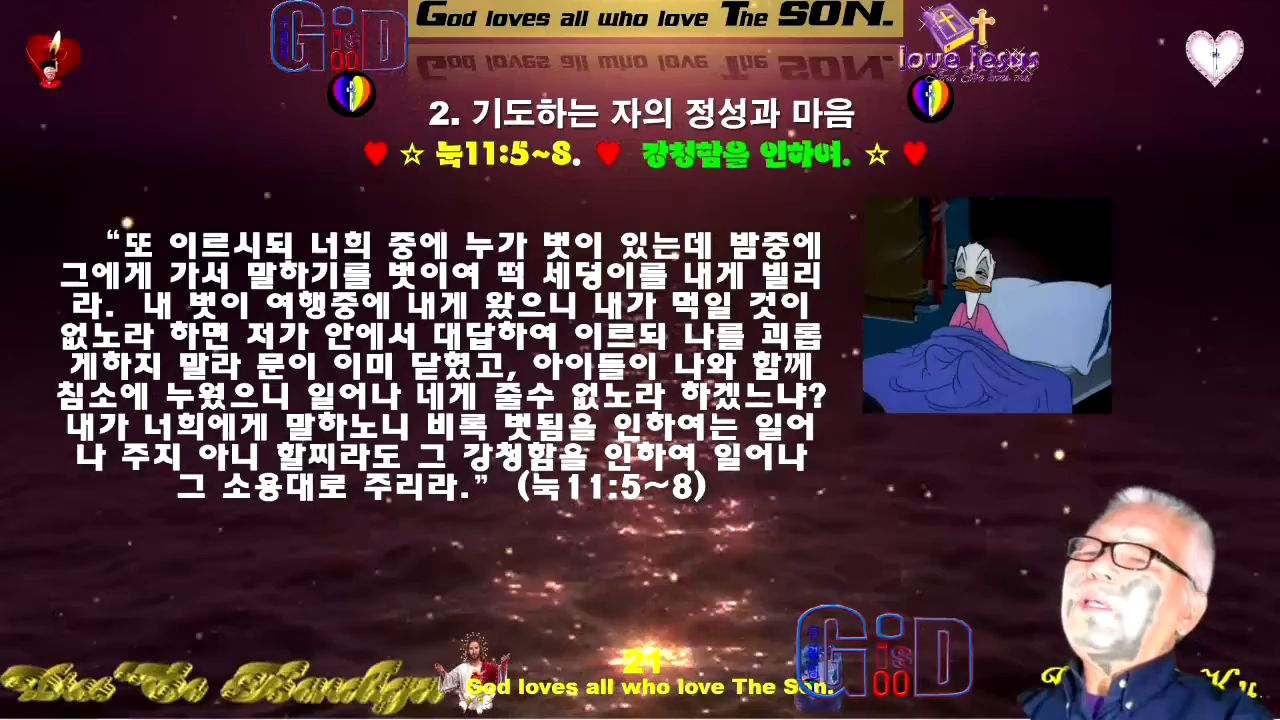 God loves all who love The SON.
GiD
is
love Jesus
2. 기도하는 자의 정성과 마음
♥ ☆ 눅11:5~8. ♥ 강청함을 인하여. ☆ ♥
“또 이르시되 너희 중에 누가 벗이 있는데 밤중에
그에게 가서 말하기를 벗이여 떡 세덩이를 내게 빌리
라. 내 벗이 여행중에 내게 왔으니 내가 먹일 것이
없노라 하면 저가 안에서 대답하여 이르되 나를 괴롭
게하지 말라 문이 이미 닫혔고, 아이들이 나와 함께
침소에 누웠으니 일어나 네게 줄수 없노라 하겠느냐?
내가 너희에게 말하노니 비록 벗됨을 인하여는 일어
나 주지 아니 할찌라도 그 강청함을 인하여 일어나
그 소용대로 주리라.” (눅11:5~8)
21
God loves all who love The Son.
GiD
is